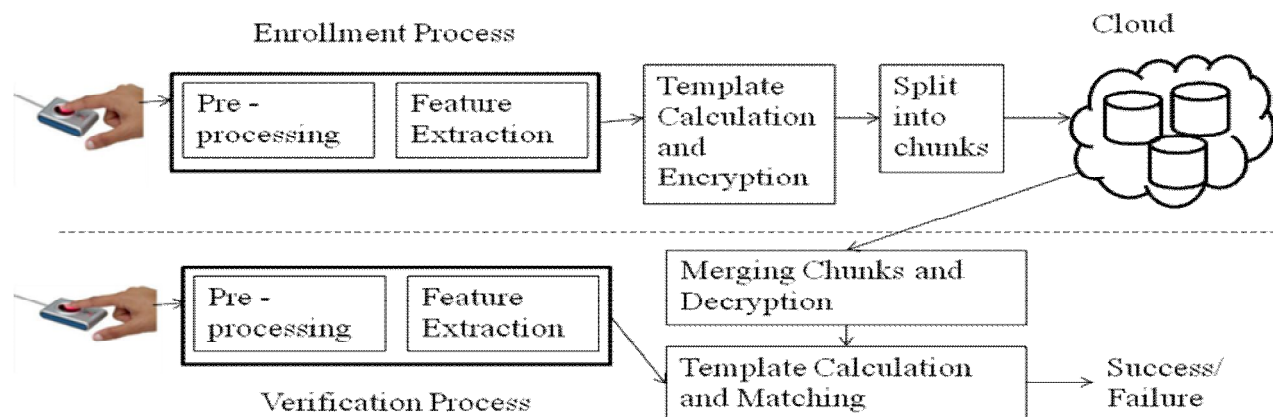 Enrollment Process
Cloud
Pre -
processing
Feature
Extraction
Template
Calculation
and
Encryption
Split
into
chunks
Merging Chunks and
Decryption
Pre -
processing
Feature
Extraction
Template Calculation
and Matching
Success/
Failure
Verification Process